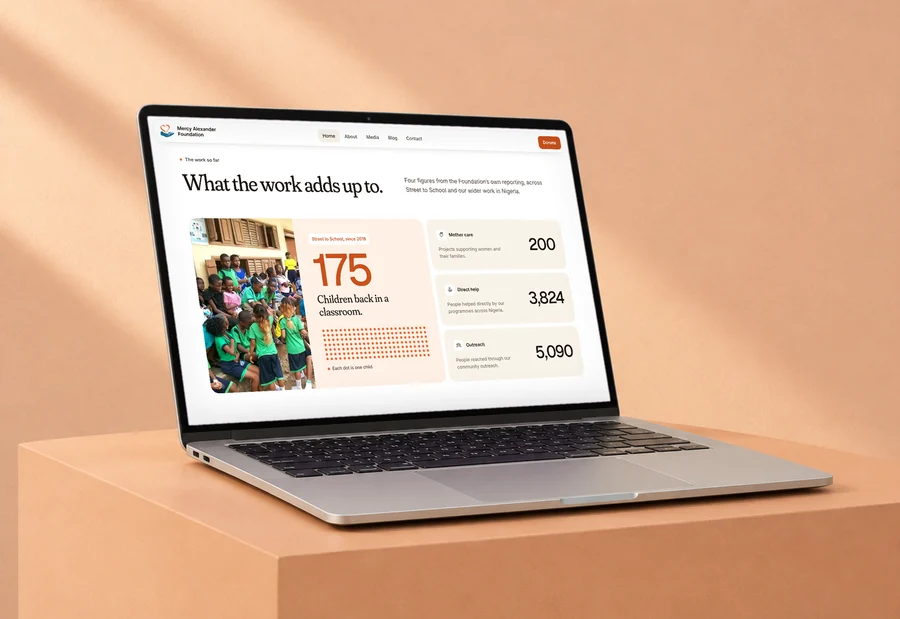 Mercy Alexander
Foundation
Home
About
Media
Blog
Contact
Donate
The work so far
What the work adds up to.
Four figures from the Foundation's own reporting, across
Street to School and our wider work in Nigeria.
Street to School, since 2018
175
Children back in a
classroom.
Each dot is one child
Mother care
Projects supporting women and
their families.
200
Direct help
People helped directly by our
programmes across Nigeria.
3,824
Outreach
People reached through our
community outreach.
5,090